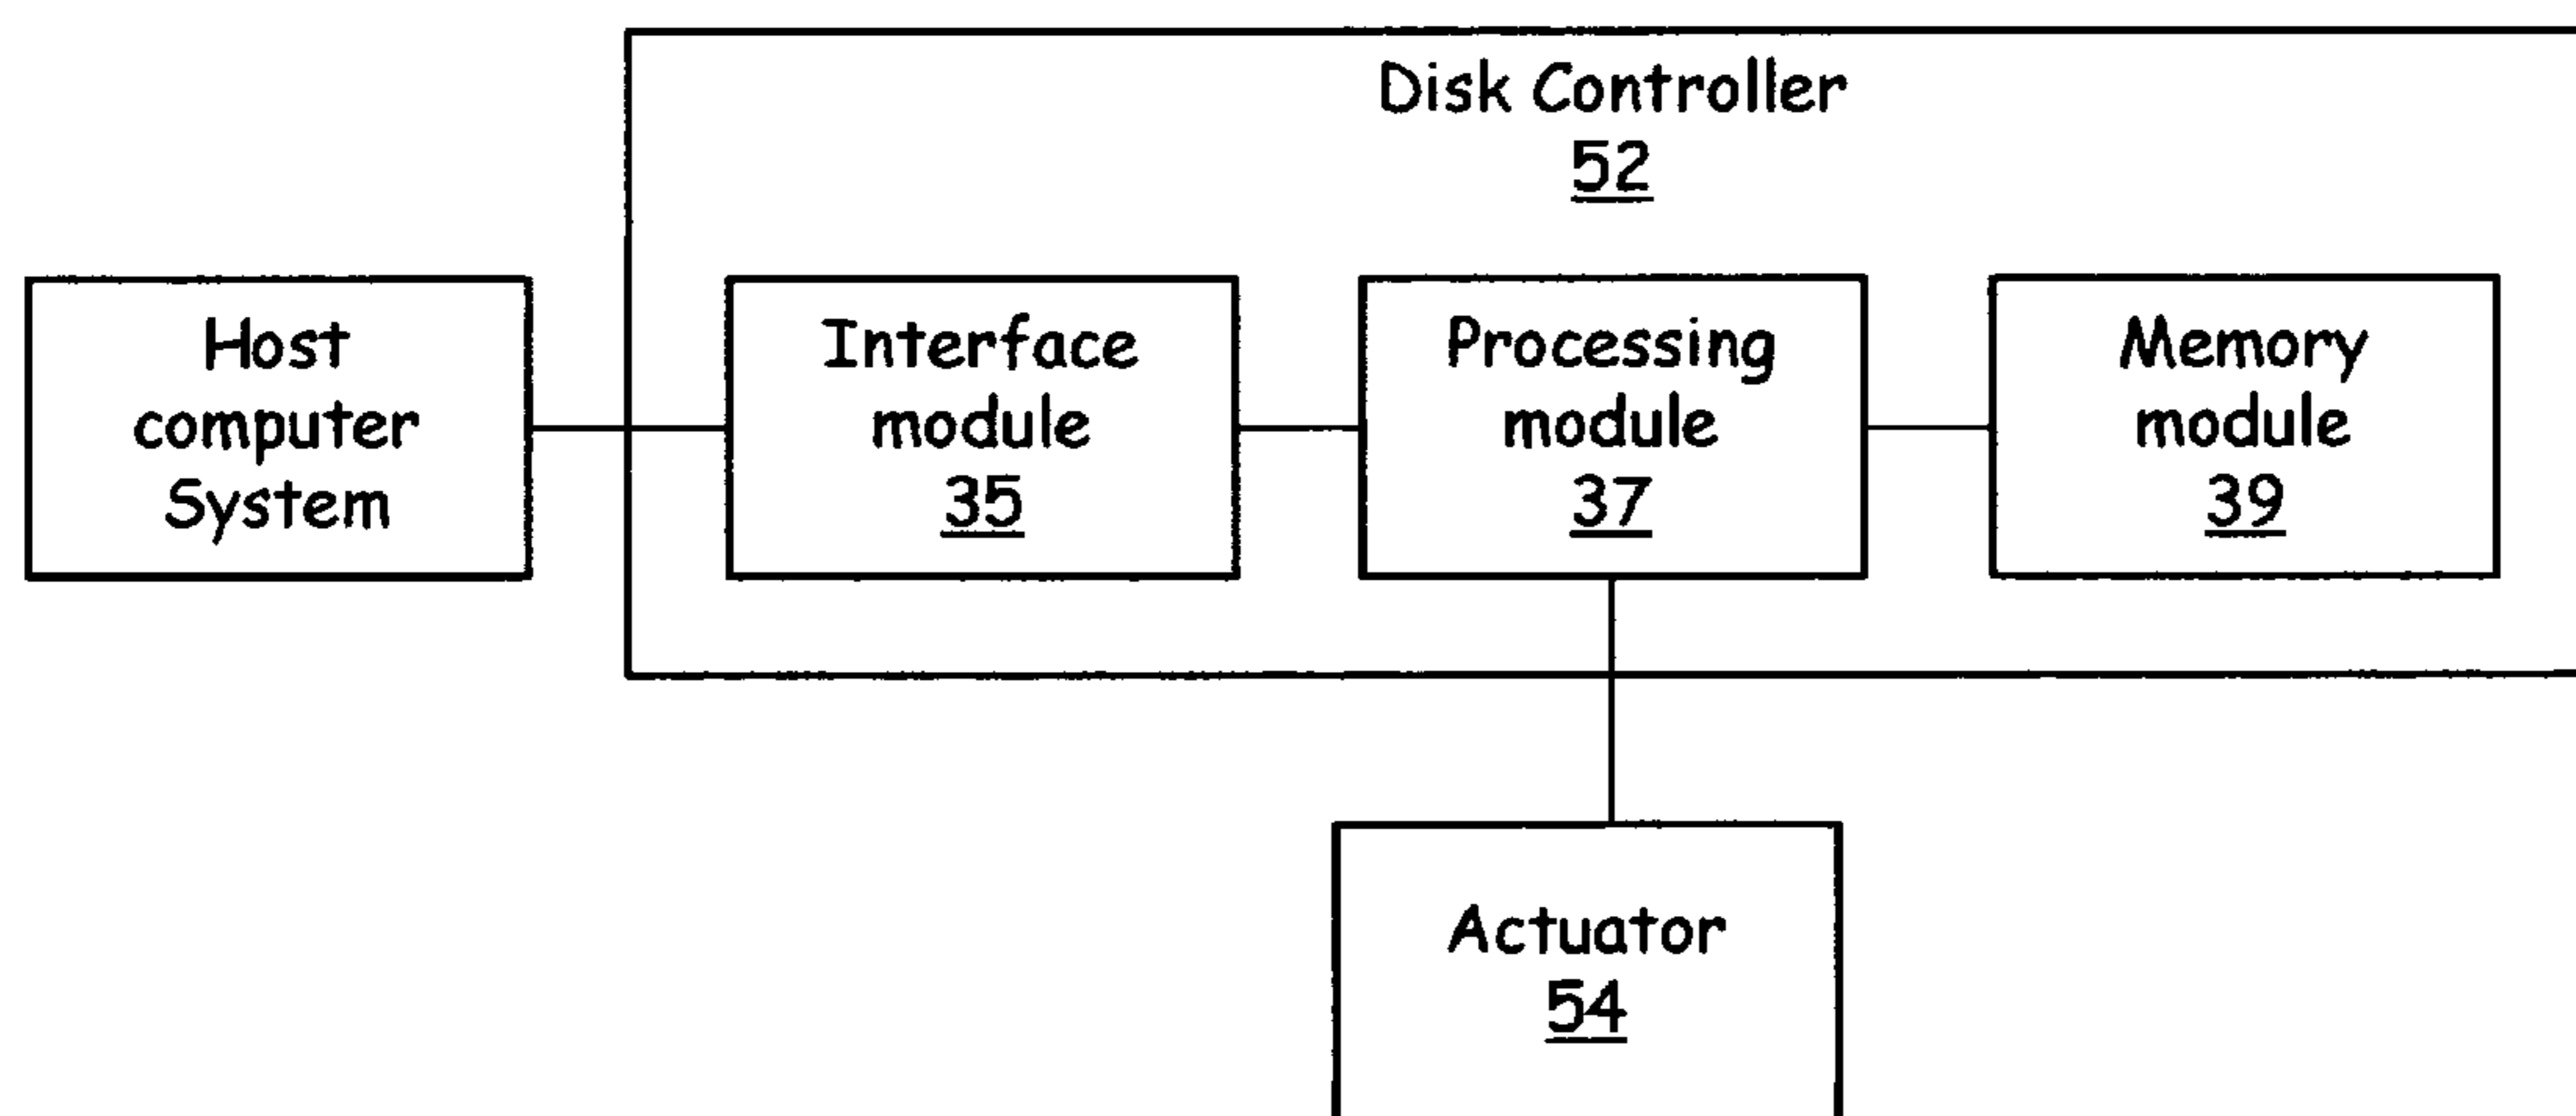 Disk Controller
52
Host
computer
System
Interface
module
35
Processing
module
37
Memory
module
39
Actuator
54